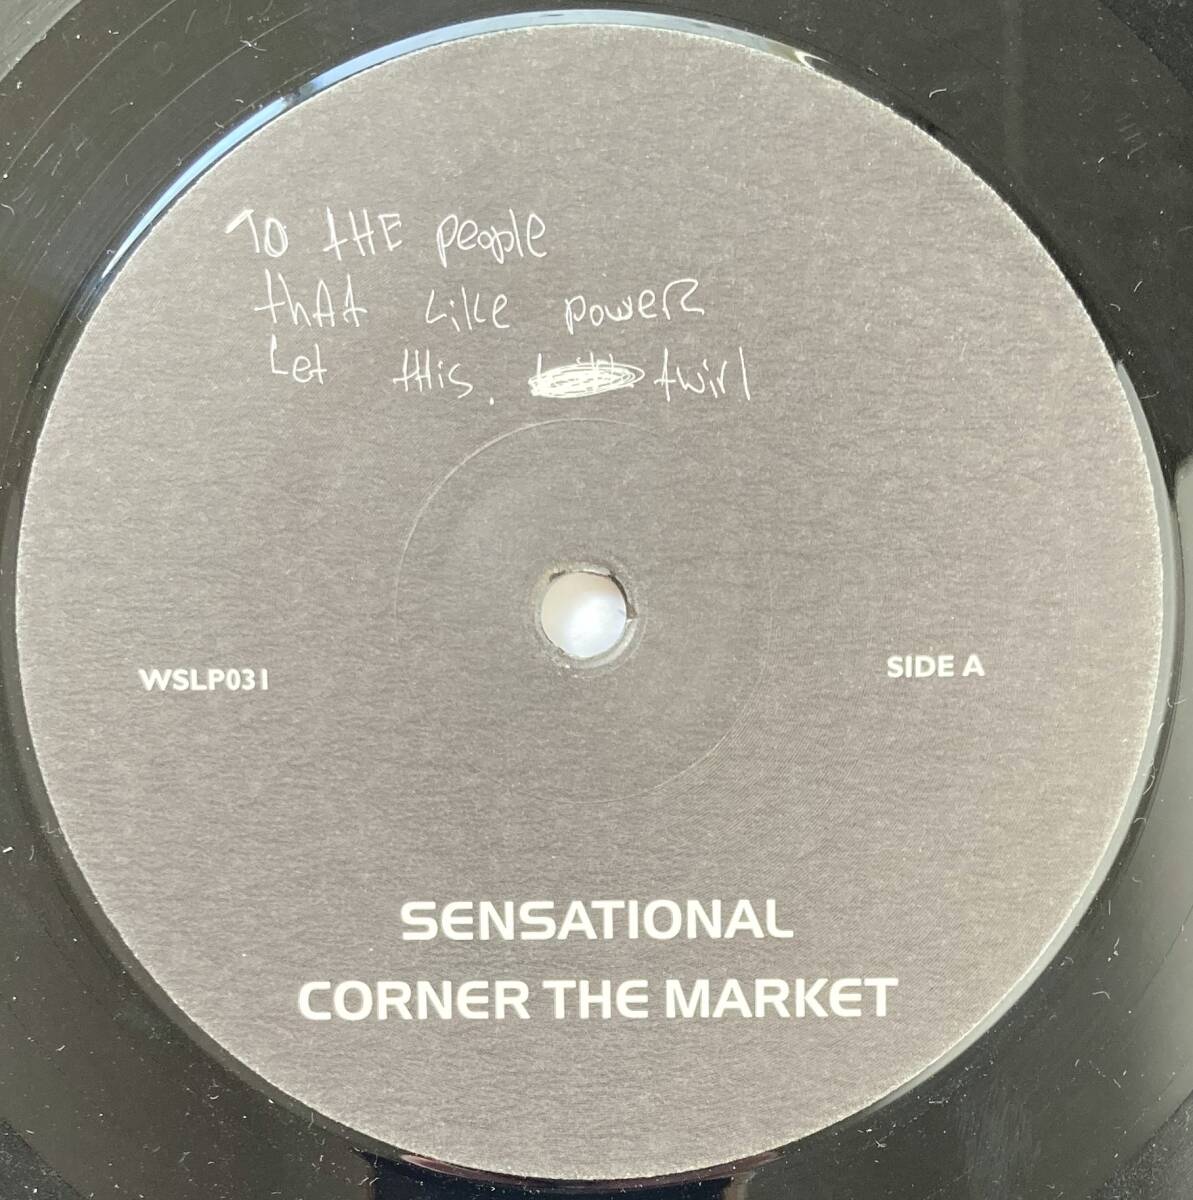 TO tHE people
thAt Like poweR
Let this. twirl
WSLP031
SIDE A
SENSATIONAL
CORNER THE MARKET